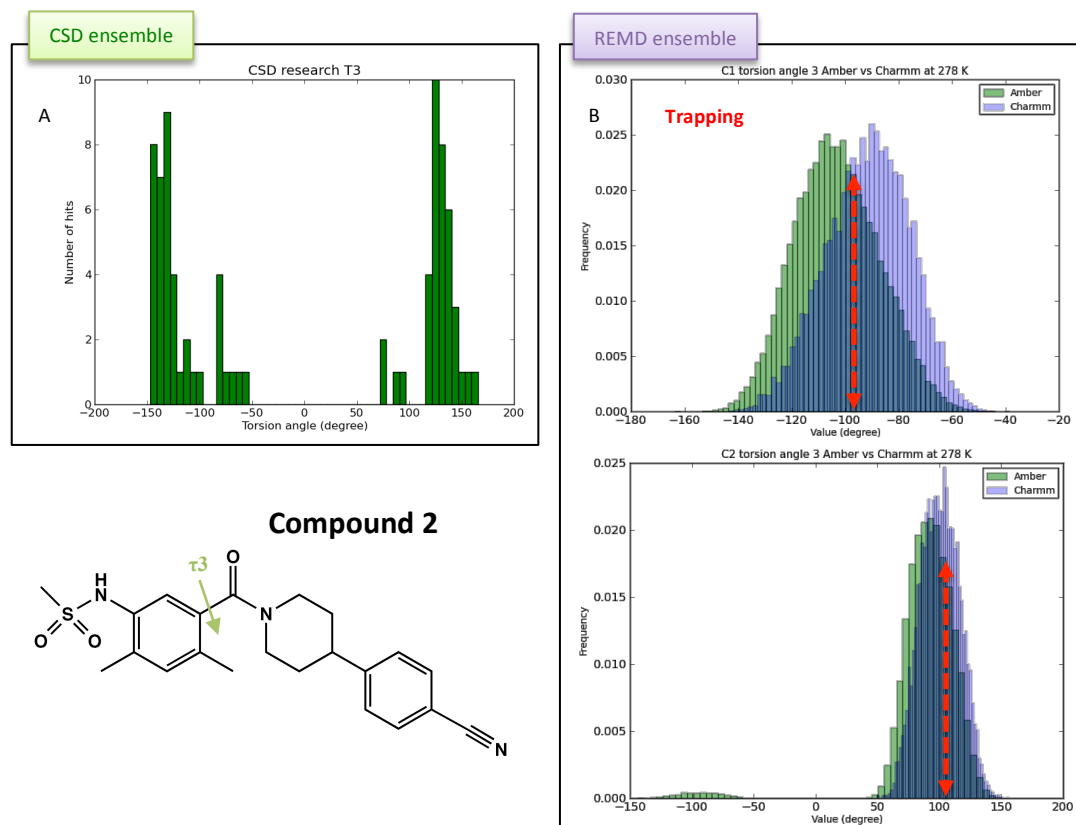 CSD ensemble
A
CSD research T3
10
8
6
4
2
0
Number of hits
−200 −150 −100 −50 0 50 100 150 200
Torsion angle (degree)
Compound 2
τ3
O
H
N
S
O O
N
N
REMD ensemble
B
C1 torsion angle 3 Amber vs Charmm at 278 K
Trapping
Amber
Charmm
0.030
0.025
0.020
0.015
0.010
0.005
0.000
Frequency
−180 −160 −140 −120 −100 −80 −60 −40 −20
Value (degree)
C2 torsion angle 3 Amber vs Charmm at 278 K
Amber
Charmm
0.025
0.020
0.015
0.010
0.005
0.000
Frequency
−150 −100 −50 0 50 100 150 200
Value (degree)